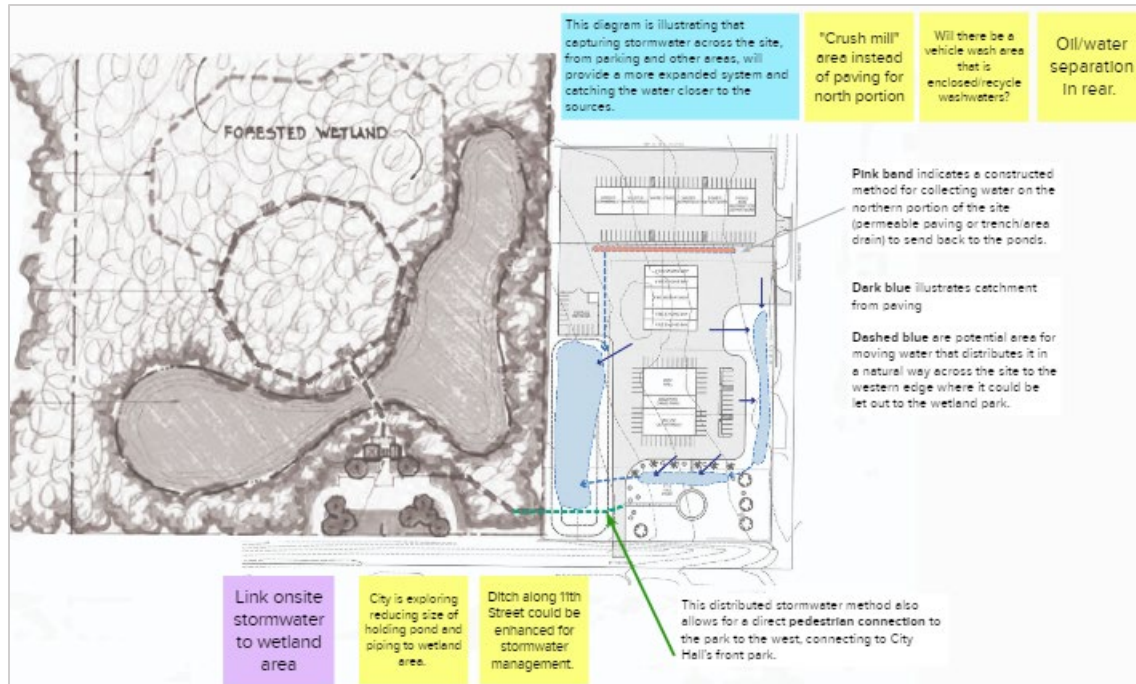 This diagram is illustrating that
capturing stormwater across the site,
from parking and other areas, will
provide a more expanded system and
catching the water closer to the
sources.
"Crush mill"
area instead
of paving for
north portion
Will there be a
vehicle wash area
that is
enclosed/recycle
washwaters?
Oil/water
separation
in rear.
FORESTED WETLAND
Pink band indicates a constructed
method for collecting water on the
northern portion of the site
(permeable paving or trench/area
drain) to send back to the ponds.
Dark blue illustrates catchment
from paving
Dashed blue are potential area for
moving water that distributes it in
a natural way across the site to the
western edge where it could be
let out to the wetland park.
Link onsite
stormwater
to wetland
area
City is exploring
reducing size of
holding pond and
piping to wetland
area.
Ditch along 11th
Street could be
enhanced for
stormwater
management.
This distributed stormwater method also
allows for a direct pedestrian connection to
the park to the west, connecting to City
Hall's front park.